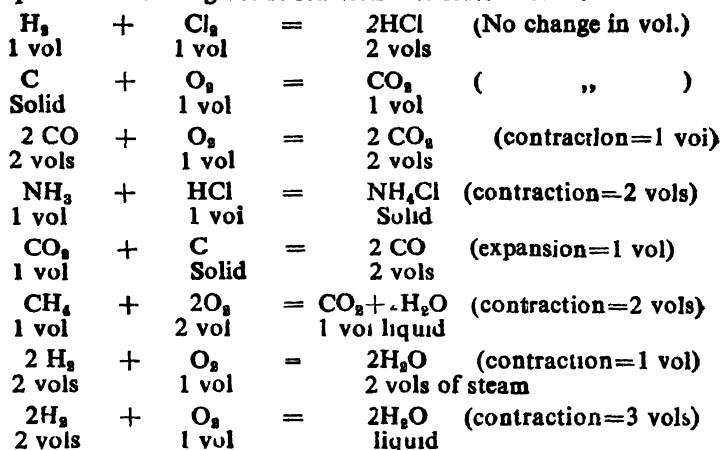 H₂ + Cl₂ = 2HCl (No change in vol.)
1 vol 1 vol 2 vols
C + O₂ = CO₂ ( ,, )
Solid 1 vol 1 vol
2 CO + O₂ = 2 CO₂ (contraction=1 vol)
2 vols 1 vol 2 vols
NH₃ + HCl = NH₄Cl (contraction=2 vols)
1 vol 1 vol Solid
CO₂ + C = 2 CO (expansion=1 vol)
1 vol Solid 2 vols
CH₄ + 2O₂ = CO₂+2H₂O (contraction=2 vols)
1 vol 2 vol 1 vol liquid
2 H₂ + O₂ = 2H₂O (contraction=1 vol)
2 vols 1 vol 2 vols of steam
2H₂ + O₂ = 2H₂O (contraction=3 vols)
2 vols 1 vol liquid